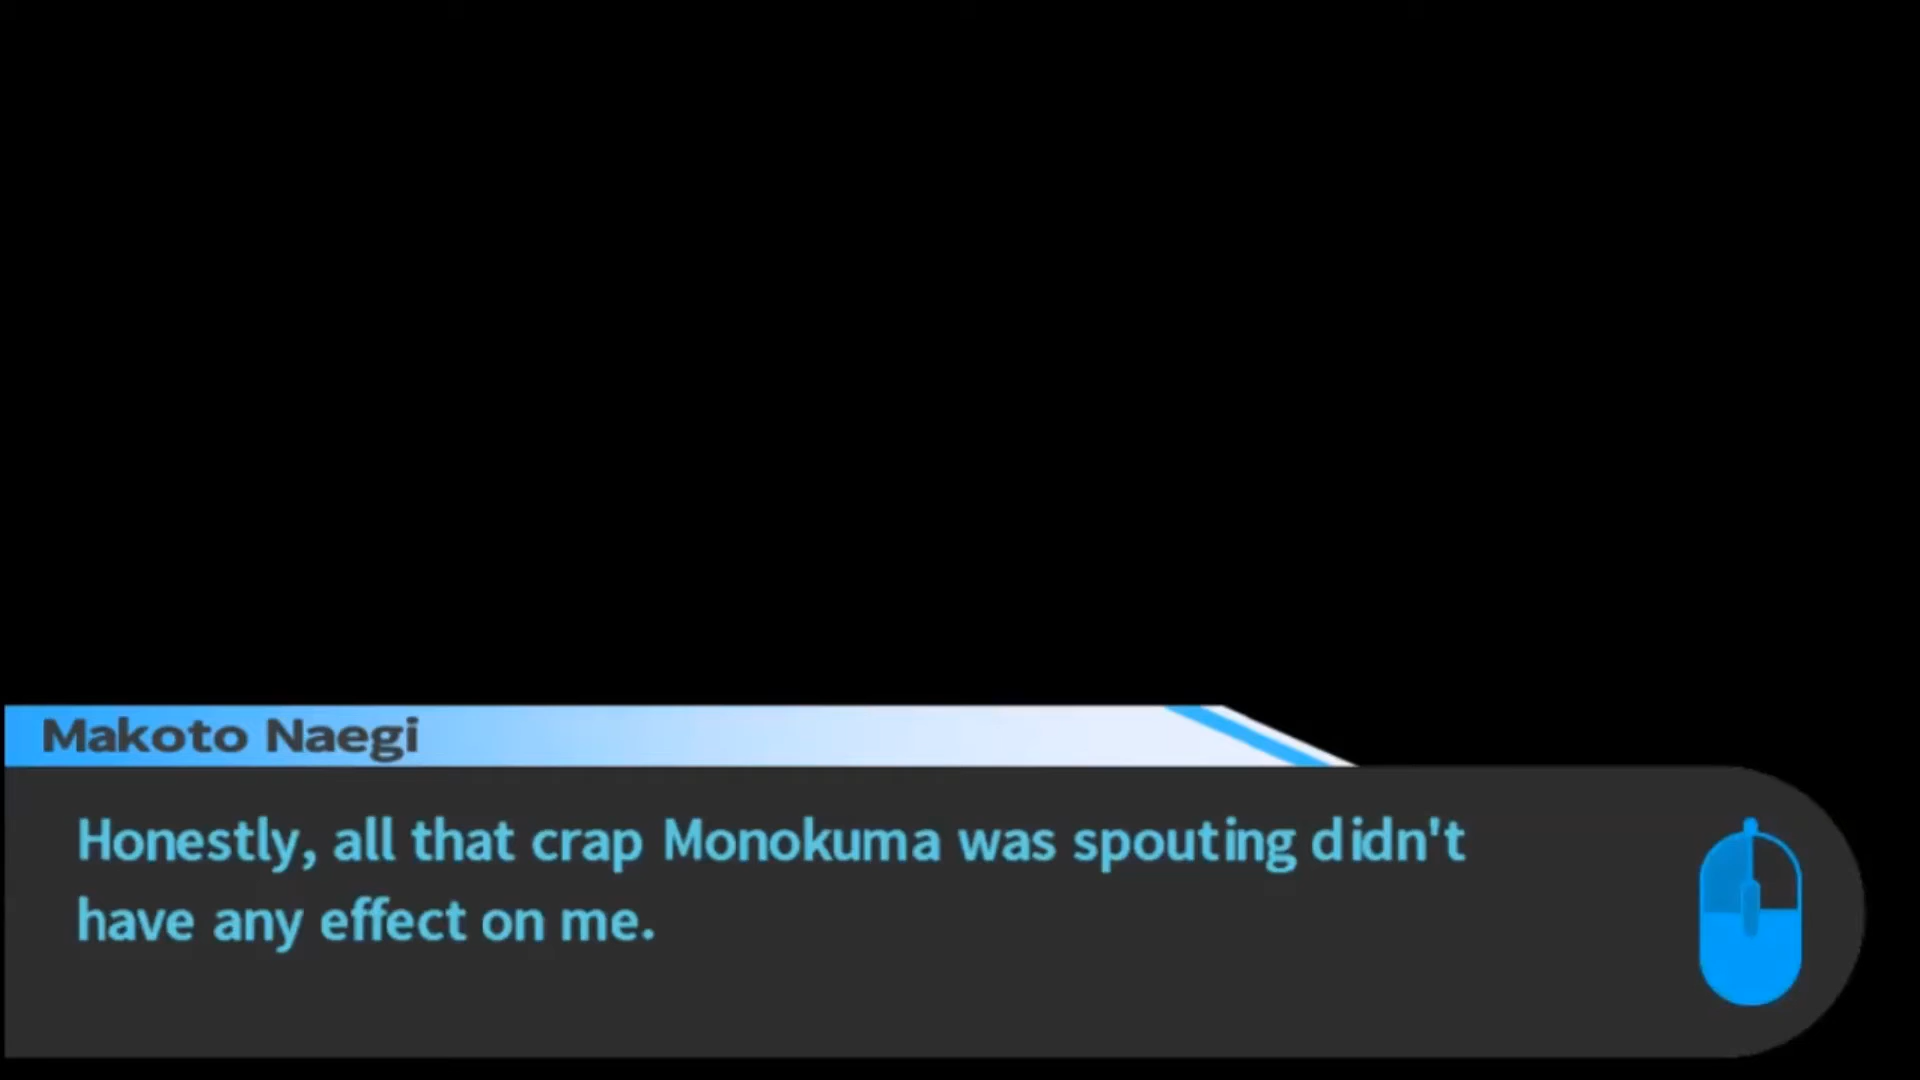 Makoto Naegi
Honestly, all that crap Monokuma was spouting didn't
have any effect on me.